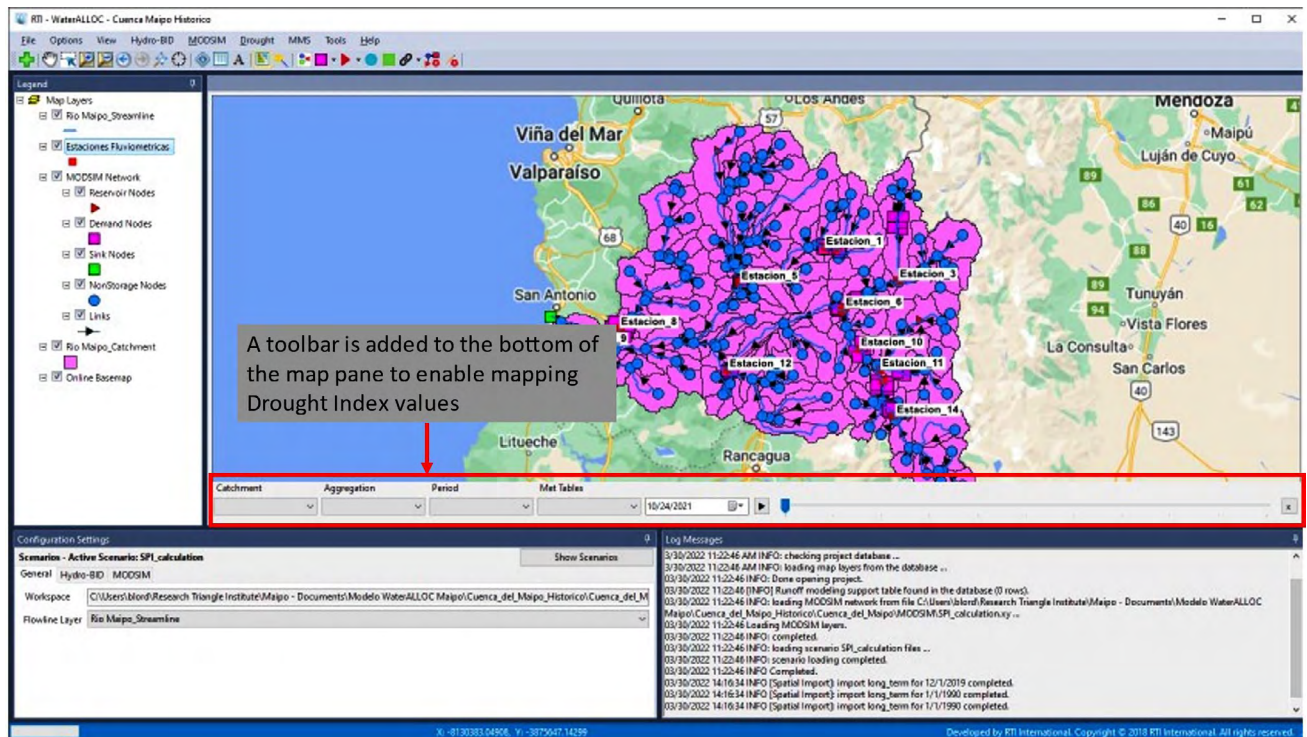 RTI - WaterALLOC - Cuenca Maipo Historico
File Options View Hydro-BID MODSIM Drought MMS Tools Help
A
Legend
Map Layers
Rio Maipo_Streamline
Estaciones Fluviometricas
MODSIM Network
Reservoir Nodes
Demand Nodes
Sink Nodes
NonStorage Nodes
Links
Rio Maipo_Catchment
Online Basemap
Quillota
Los Andes
57
Mendoza
Maipú
Luján de Cuyo
Viña del Mar
Valparaíso
89
61
86
62
40
16
68
88
Estacion_1
Estacion_5
Estacion_3
89
94
Tunuyán
San Antonio
Estacion_6
Vista Flores
Estacion_8
9
Estacion_10
La Consulta
Estacion_12
Estacion_11
San Carlos
40
Estacion_14
143
Litueche
Rancagua
A toolbar is added to the bottom of
the map pane to enable mapping
Drought Index values
Catchment Aggregation Period Met Tables
10/24/2021
x
Configuration Settings
Scenarios - Active Scenario: SPI_calculation Show Scenarios
General Hydro-BID MODSIM
Workspace C:\Users\blord\Research Triangle Institute\Maipo - Documents\Modelo WaterALLOC Maipo\Cuenca_del_Maipo_Historico\Cuenca_del_M
Flowline Layer Rio Maipo_Streamline
Log Messages
3/30/2022 11:22:46 AM INFO: checking project database ...
3/30/2022 11:22:46 AM INFO: loading map layers from the database ...
03/30/2022 11:22:46 INFO: Done opening project.
03/30/2022 11:22:46 [INFO] Runoff modeling support table found in the database (0 rows).
03/30/2022 11:22:46 INFO: loading MODSIM network from file C:\Users\blord\Research Triangle Institute\Maipo - Documents\Modelo WaterALLOC
Maipo\Cuenca_del_Maipo_Historico\Cuenca_del_Maipo\MODSIM\SPI_calculation.xy ...
03/30/2022 11:22:46 Loading MODSIM layers.
03/30/2022 11:22:46 INFO: completed.
03/30/2022 11:22:46 INFO: loading scenario SPI_calculation files ...
03/30/2022 11:22:46 INFO: scenario loading completed.
03/30/2022 11:22:46 INFO Completed.
03/30/2022 14:16:34 INFO [Spatial Import]: import long_term for 12/1/2019 completed.
03/30/2022 14:16:34 INFO [Spatial Import]: import long_term for 1/1/1990 completed.
03/30/2022 14:16:34 INFO [Spatial Import]: import long_term for 1/1/1990 completed.
X: -8130383.04908, Y: -3875647.14299
Developed by RTI International. Copyright © 2018 RTI International. All rights reserved.